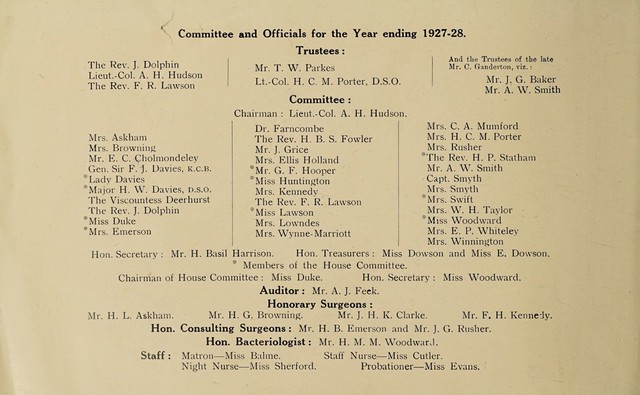 Committee and Officials for the Year ending 1927-28.
Trustees :
The Rev. J. Dolphin
Lieut.-Col. A. H. Hudson
The Rev. F. R. Lawson
Mr. T. W. Parkes
Lt.-Col. H. C. M. Porter, D.S.O.
And the Trustees of the late
Mr. C. Ganderton, viz. :
Mr. J. G. Baker
Mr. A. W. Smith
Committee :
Chairman : Lieut.-Col. A. H. Hudson.
Mrs. Askham
Mrs. Browning
Mr. E. C. Cholmondeley
Gen. Sir F. J. Davies, K.C.B.
*Lady Davies
*Major H. W. Davies, D.S.O.
The Viscountess Deerhurst
The Rev. J. Dolphin
*Miss Duke
*Mrs. Emerson
Dr. Farncombe
The Rev. H. B. S. Fowler
Mr. J. Grice
Mrs. Ellis Holland
*Mr. G. F. Hooper
*Miss Huntington
Mrs. Kennedy
The Rev. F. R. Lawson
*Miss Lawson
Mrs. Lowndes
Mrs. Wynne-Marriott
Mrs. C. A. Mumford
Mrs. H. C. M. Porter
Mrs. Rusher
*The Rev. H. P. Statham
Mr. A. W. Smith
Capt. Smyth
Mrs. Smyth
*Mrs. Swift
Mrs. W. H. Taylor
*Miss Woodward
Mrs. E. P. Whiteley
Mrs. Winnington
Hon. Secretary : Mr. H. Basil Harrison. Hon. Treasurers : Miss Dowson and Miss E. Dowson.
* Members of the House Committee.
Chairman of House Committee : Miss Duke. Hon. Secretary : Miss Woodward.
Auditor : Mr. A. J. Feek.
Honorary Surgeons :
Mr. H. L. Askham. Mr. H. G. Browning. Mr. J. H. K. Clarke. Mr. F. H. Kennedy.
Hon. Consulting Surgeons : Mr. H. B. Emerson and Mr. J. G. Rusher.
Hon. Bacteriologist : Mr. H. M. M. Woodward.
Staff : Matron—Miss Balme. Staff Nurse—Miss Cutler.
Night Nurse—Miss Sherford. Probationer—Miss Evans.